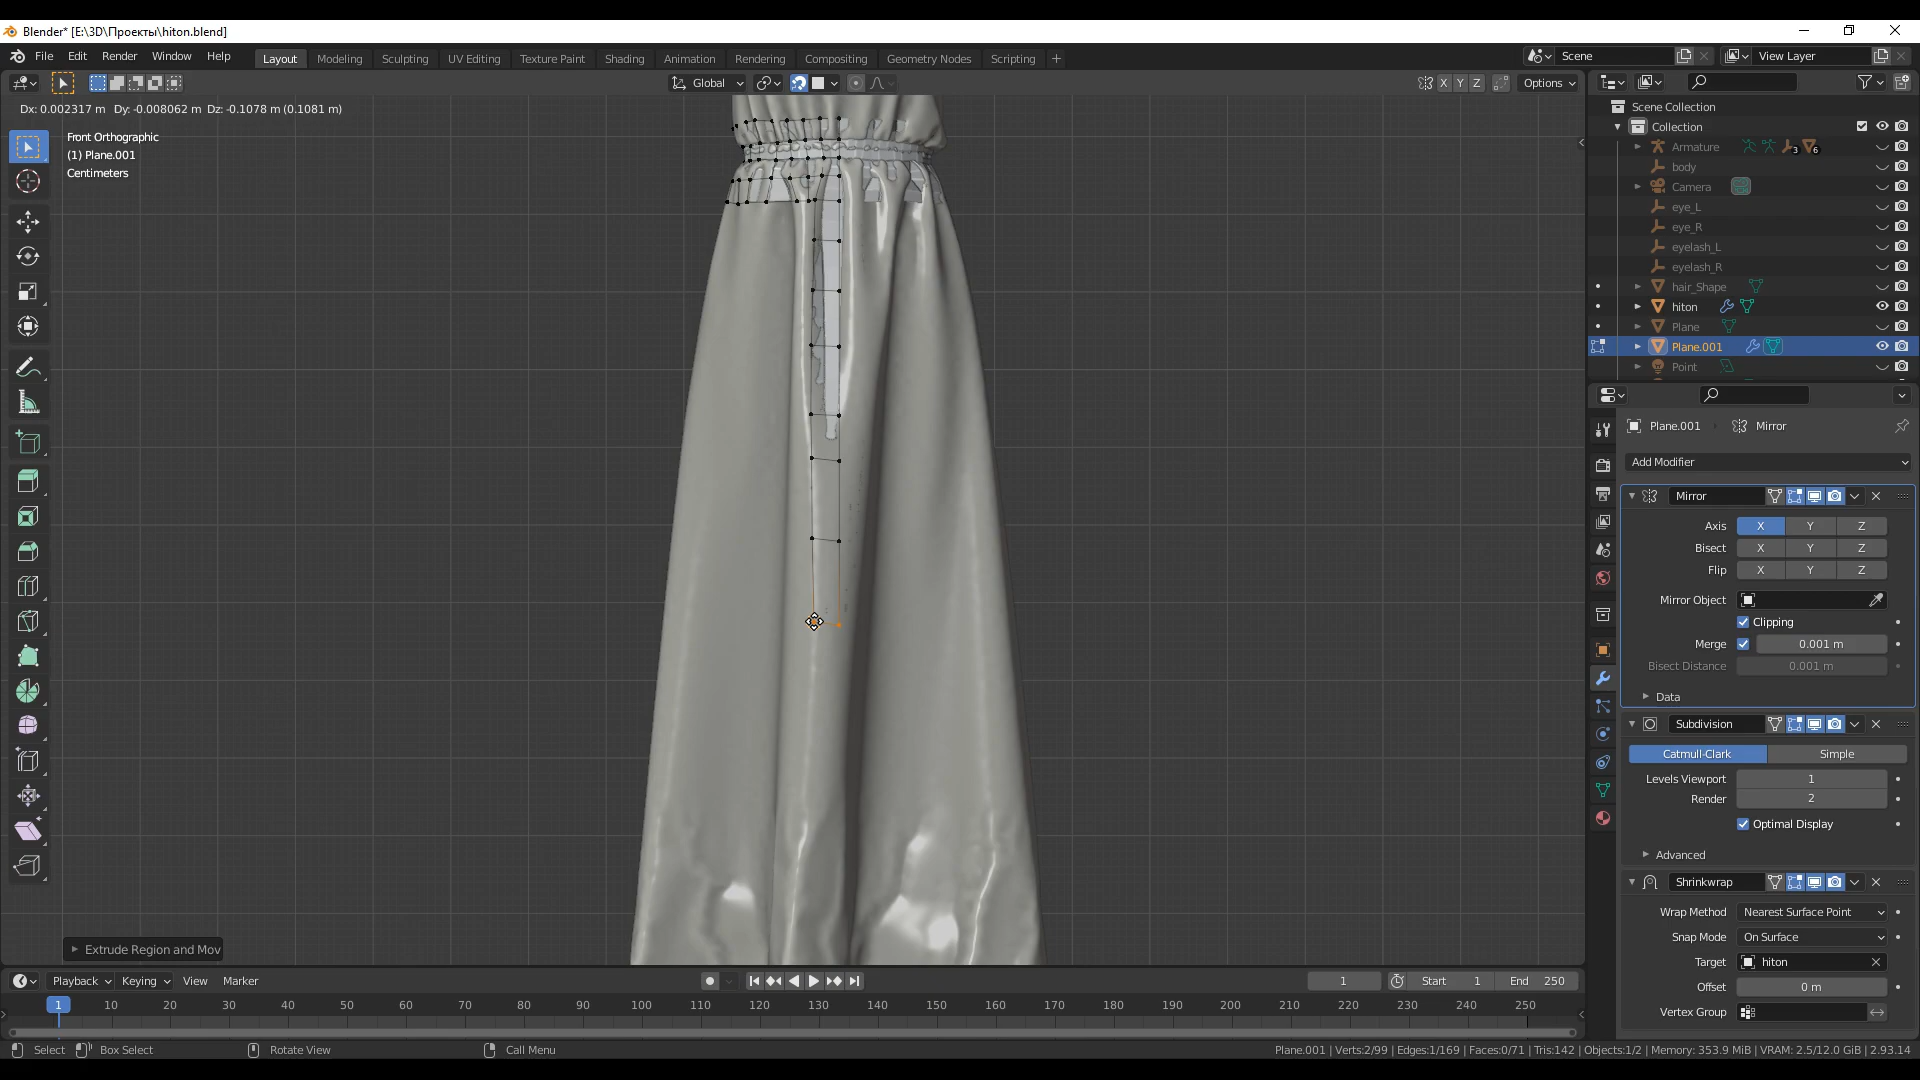 Blender* [E:\3D\Проекты\hiton.blend]
File Edit Render Window Help Layout Modeling Sculpting UV Editing Texture Paint Shading Animation Rendering Compositing Geometry Nodes Scripting + Scene View Layer
Global X Y Z Options
Dx: 0.002317 m Dy: -0.008062 m Dz: -0.1078 m (0.1081 m)
Front Orthographic
(1) Plane.001
Centimeters
Scene Collection
Collection
Armature 3 6
body
Camera
eye_L
eye_R
eyelash_L
eyelash_R
hair_Shape
hiton
Plane
Plane.001
Point
Plane.001 Mirror
Add Modifier
Mirror
Axis X Y Z
Bisect X Y Z
Flip X Y Z
Mirror Object
Clipping
Merge 0.001 m
Bisect Distance 0.001 m
Data
Subdivision
Catmull-Clark Simple
Levels Viewport 1
Render 2
Optimal Display
Advanced
Shrinkwrap
Wrap Method Nearest Surface Point
Snap Mode On Surface
Target hiton
Offset 0 m
Vertex Group
Extrude Region and Mov
Playback Keying View Marker 1 Start 1 End 250
1 10 20 30 40 50 60 70 80 90 100 110 120 130 140 150 160 170 180 190 200 210 220 230 240 250
Select Box Select Rotate View Call Menu Plane.001 | Verts:2/99 | Edges:1/169 | Faces:0/71 | Tris:142 | Objects:1/2 | Memory: 353.9 MiB | VRAM: 2.5/12.0 GiB | 2.93.14